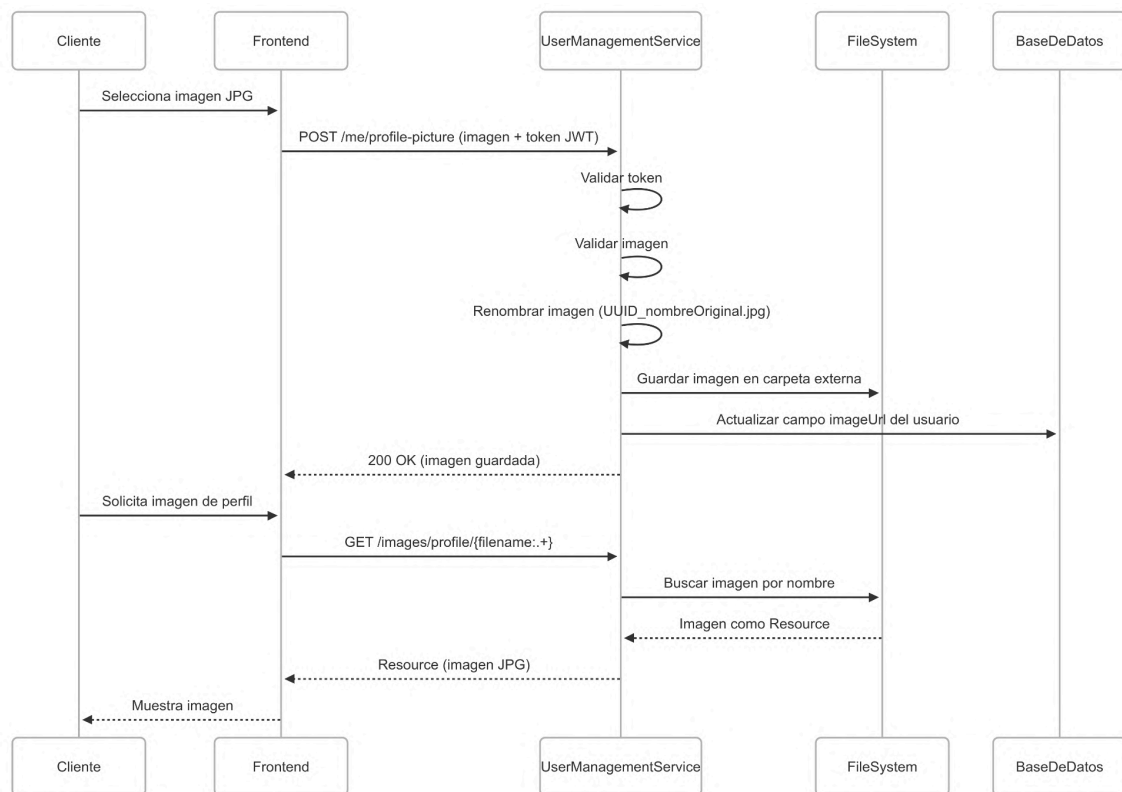 Cliente
Frontend
UserManagementService
FileSystem
BaseDeDatos
Selecciona imagen JPG
POST /me/profile-picture (imagen + token JWT)
Validar token
Validar imagen
Renombrar imagen (UUID_nombreOriginal.jpg)
Guardar imagen en carpeta externa
Actualizar campo imageUrl del usuario
200 OK (imagen guardada)
Solicita imagen de perfil
GET /images/profile/{filename:.+}
Buscar imagen por nombre
Imagen como Resource
Resource (imagen JPG)
Muestra imagen
Cliente
Frontend
UserManagementService
FileSystem
BaseDeDatos